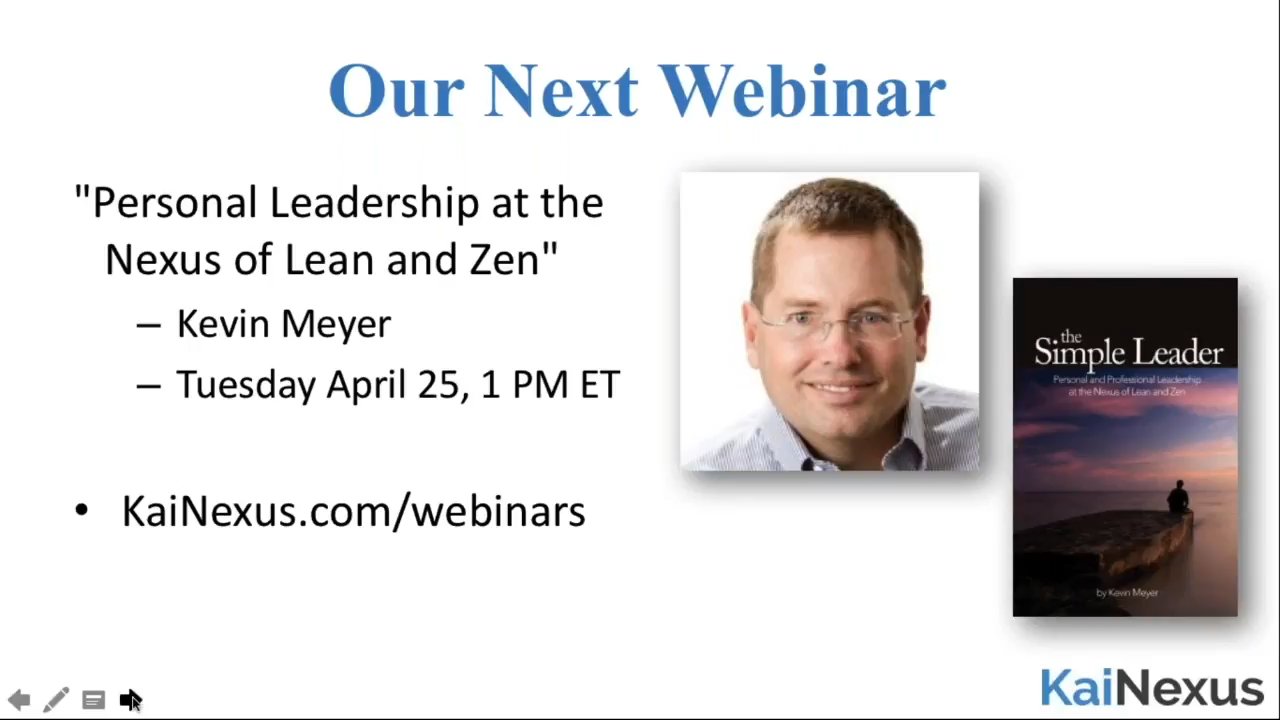 Our Next Webinar
"Personal Leadership at the
Nexus of Lean and Zen"
– Kevin Meyer
– Tuesday April 25, 1 PM ET
• KaiNexus.com/webinars
the
Simple Leader
Personal and Professional Leadership
at the Nexus of Lean and Zen
by Kevin Meyer
KaiNexus